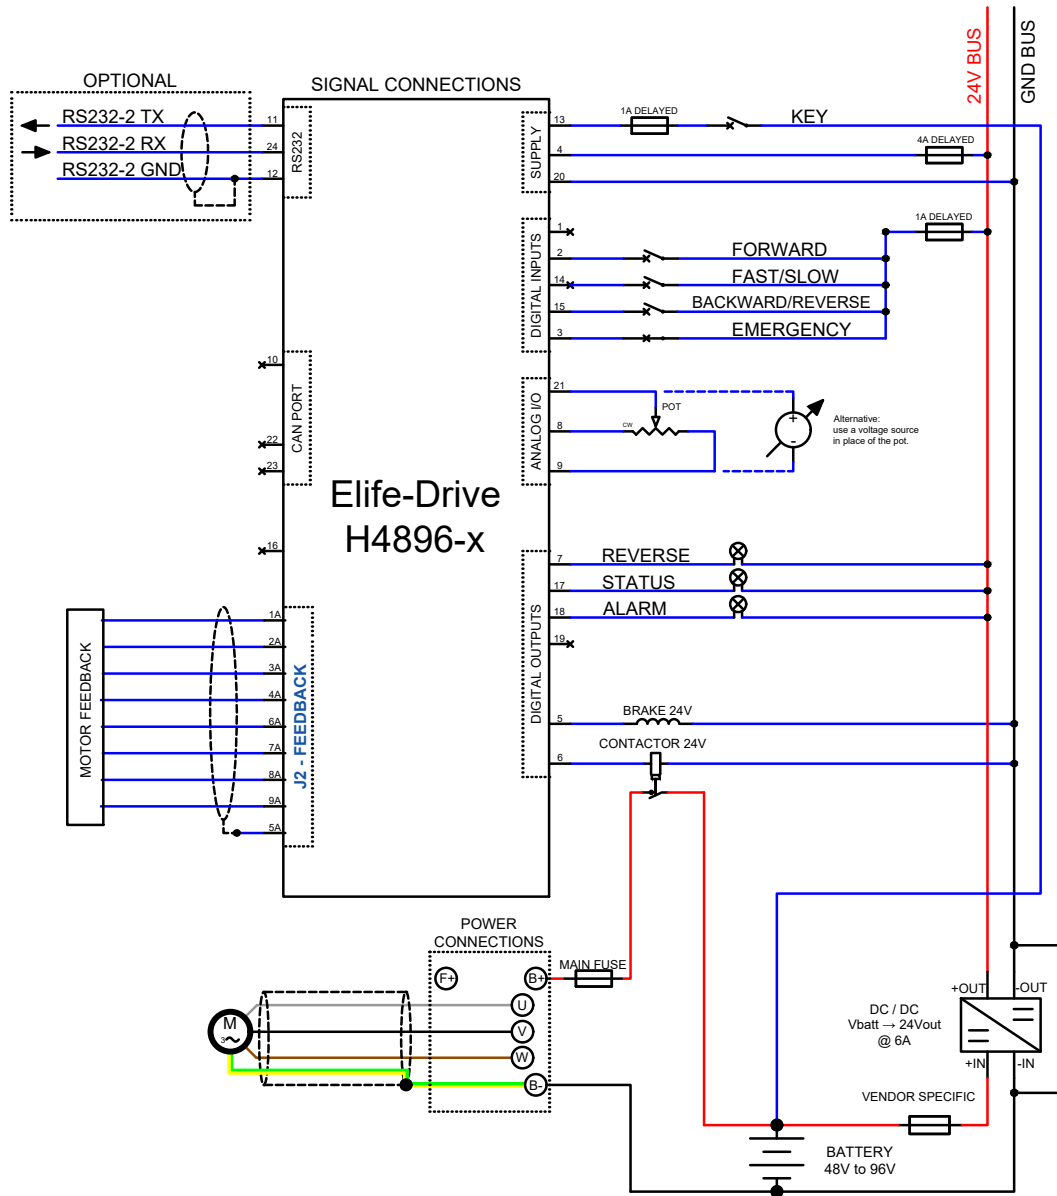 24V BUS
GND BUS
OPTIONAL
SIGNAL CONNECTIONS
RS232-2 TX
11
RS232-2 RX
24
RS232-2 GND
12
RS232
SUPPLY
13
1A DELAYED
KEY
4
4A DELAYED
20
DIGITAL INPUTS
1
1A DELAYED
2
FORWARD
14
FAST/SLOW
15
BACKWARD/REVERSE
3
EMERGENCY
10
CAN PORT
22
23
16
ANALOG I/O
21
POT
8
CW
9
+
-
Alternative:
use a voltage source
in place of the pot.
Elife-Drive
H4896-x
DIGITAL OUTPUTS
7
REVERSE
17
STATUS
18
ALARM
19
5
BRAKE 24V
CONTACTOR 24V
6
MOTOR FEEDBACK
1A
2A
3A
4A
6A
7A
8A
9A
5A
J2 - FEEDBACK
POWER
CONNECTIONS
F+
B+
MAIN FUSE
U
V
W
B-
M
3
+OUT
-OUT
DC / DC
Vbatt → 24Vout
@ 6A
+IN
-IN
VENDOR SPECIFIC
BATTERY
48V to 96V